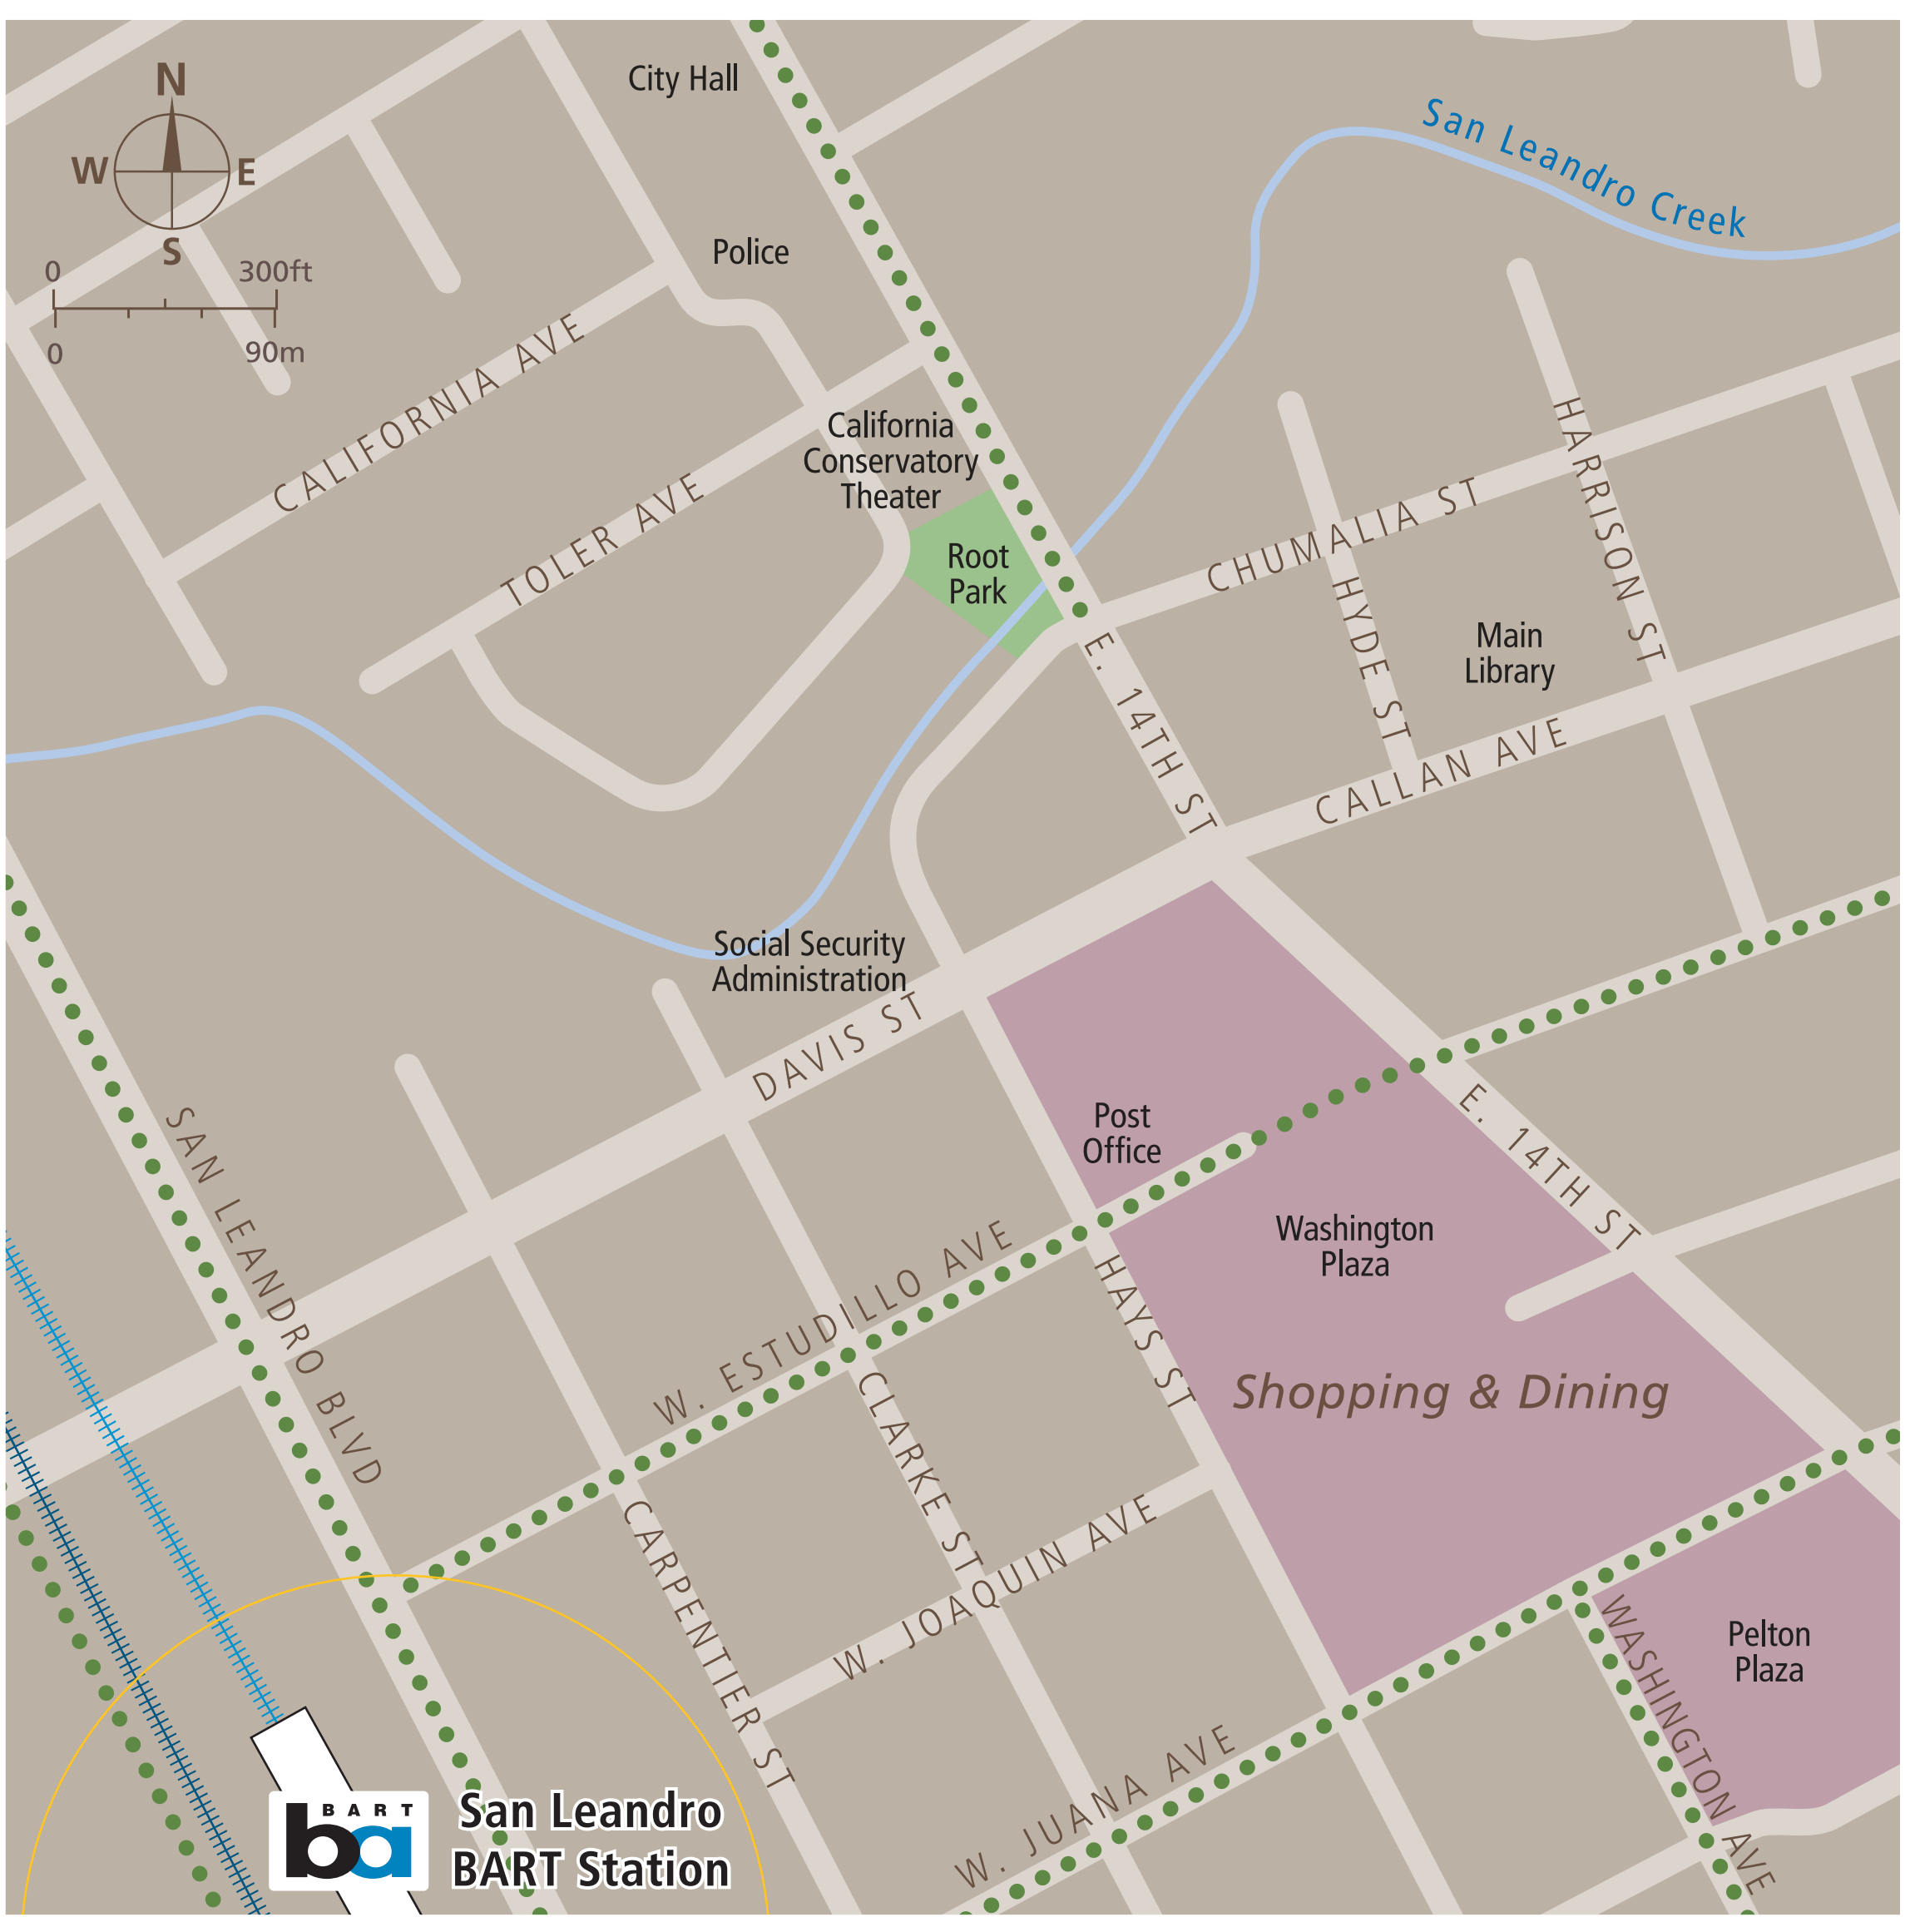 N
W
E
S
0
300ft
0
90m
City Hall
Police
San Leandro Creek
CALIFORNIA AVE
TOLER AVE
California
Conservatory
Theater
Root
Park
CHUMALIA ST
HARRISON ST
HYDE ST
Main
Library
E. 14TH ST
CALLAN AVE
Social Security
Administration
DAVIS ST
SAN LEANDRO BLVD
Post
Office
E. 14TH ST
Washington
Plaza
W. ESTUDILLO AVE
HAYS ST
Shopping & Dining
CLARKE ST
CARPENTIER ST
W. JOAQUIN AVE
WASHINGTON AVE
Pelton
Plaza
W. JUANA AVE
BART
ba
San Leandro
BART Station